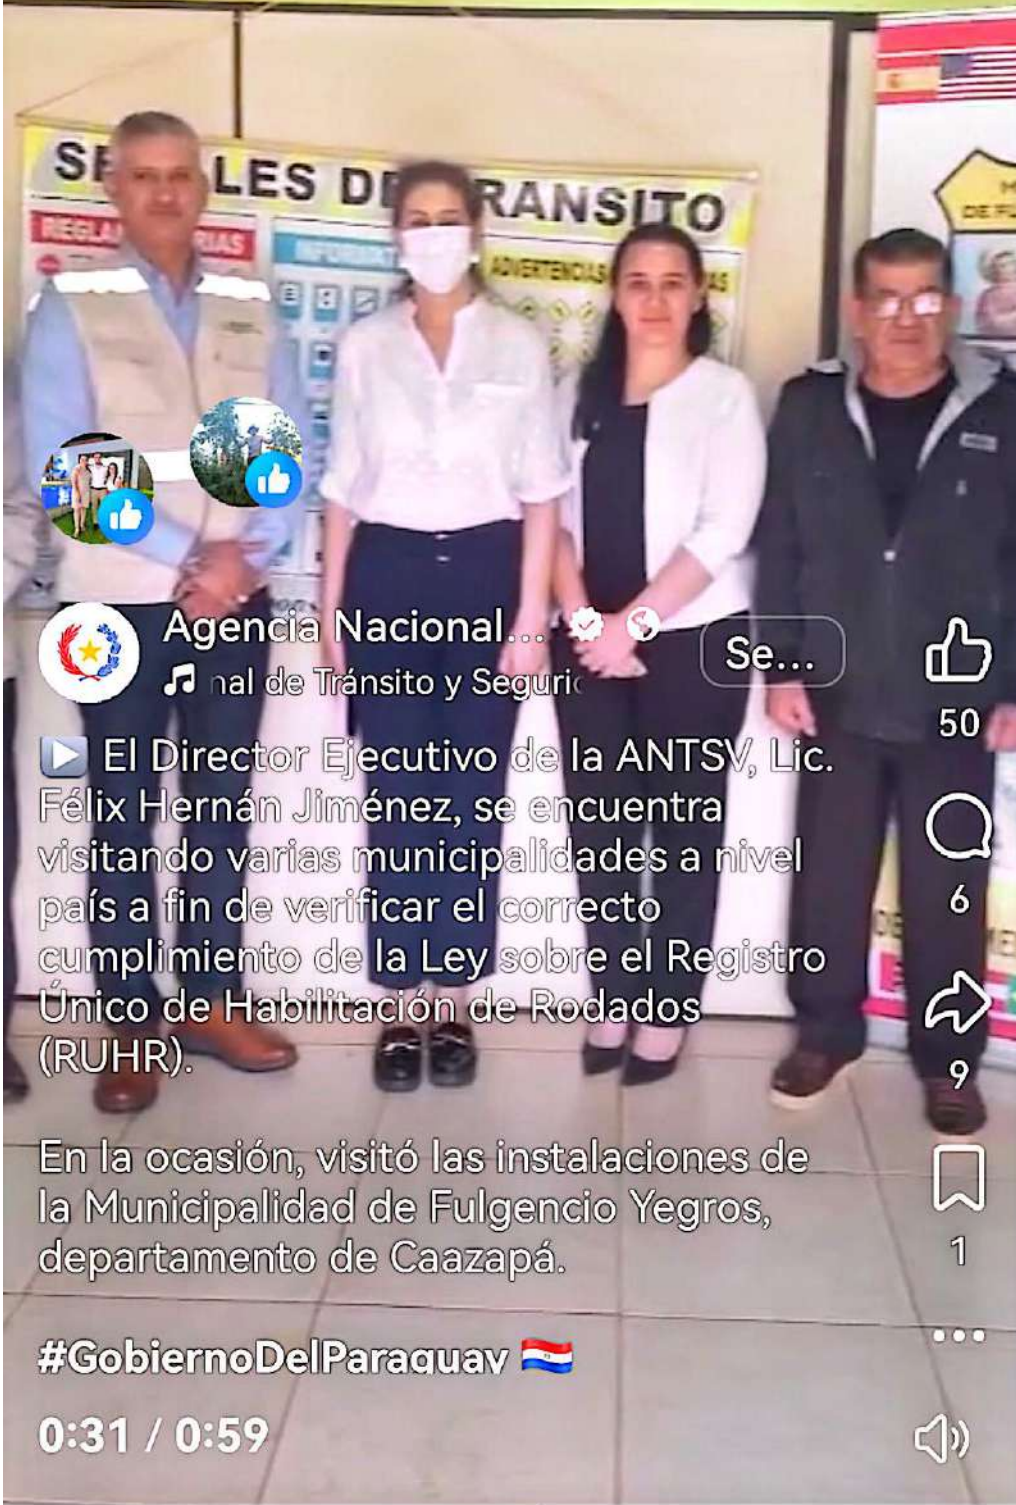 SEÑALES DE TRANSITO
REGLAMENTARIAS
ADVERTENCIAS
Agencia Nacional...
nal de Tránsito y Seguri
Se...
50
El Director Ejecutivo de la ANTSV, Lic.
Félix Hernán Jiménez, se encuentra
visitando varias municipalidades a nivel
país a fin de verificar el correcto
cumplimiento de la Ley sobre el Registro
Único de Habilitación de Rodados
(RUHR).
6
9
En la ocasión, visitó las instalaciones de
la Municipalidad de Fulgencio Yegros,
departamento de Caazapá.
1
#GobiernoDelParaguay
0:31 / 0:59